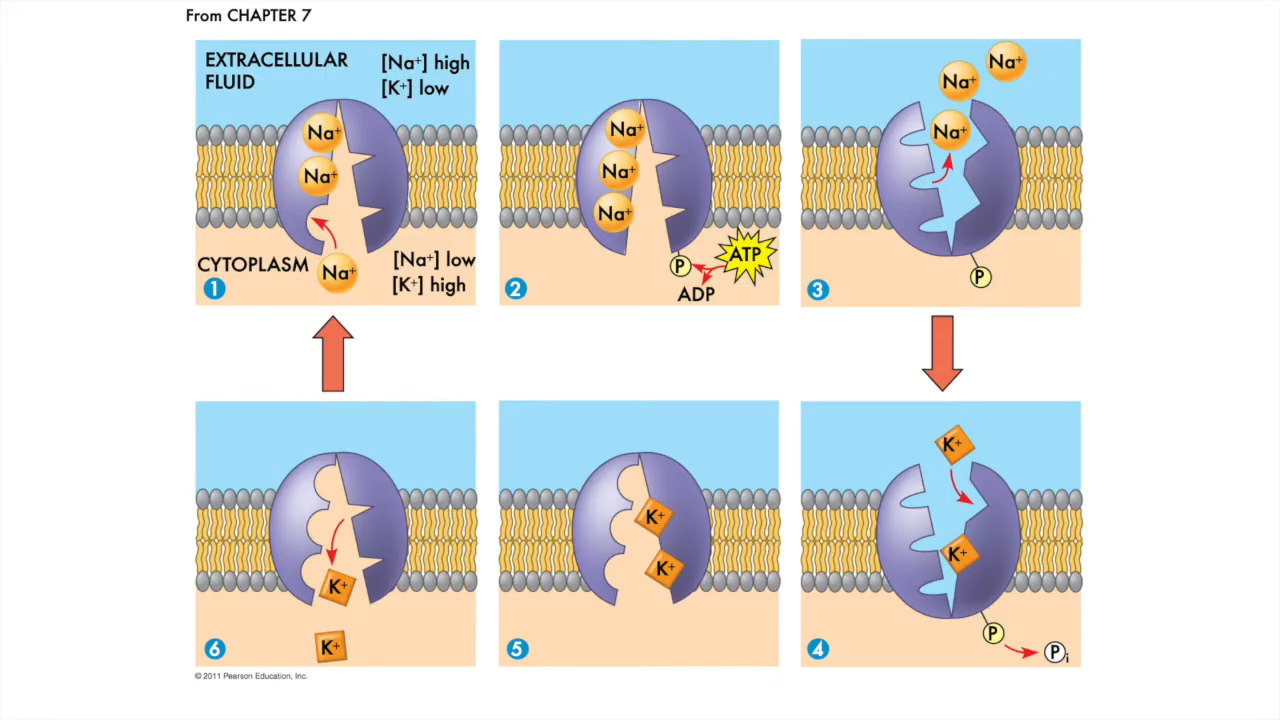 From CHAPTER 7
EXTRACELLULAR
FLUID
[Na⁺] high
[K⁺] low
Na⁺
Na⁺
CYTOPLASM
Na⁺
[Na⁺] low
[K⁺] high
1
Na⁺
Na⁺
Na⁺
P
ATP
ADP
2
Na⁺
Na⁺
Na⁺
P
3
K⁺
K⁺
6
K⁺
K⁺
5
K⁺
K⁺
P
Pi
4
© 2011 Pearson Education, Inc.